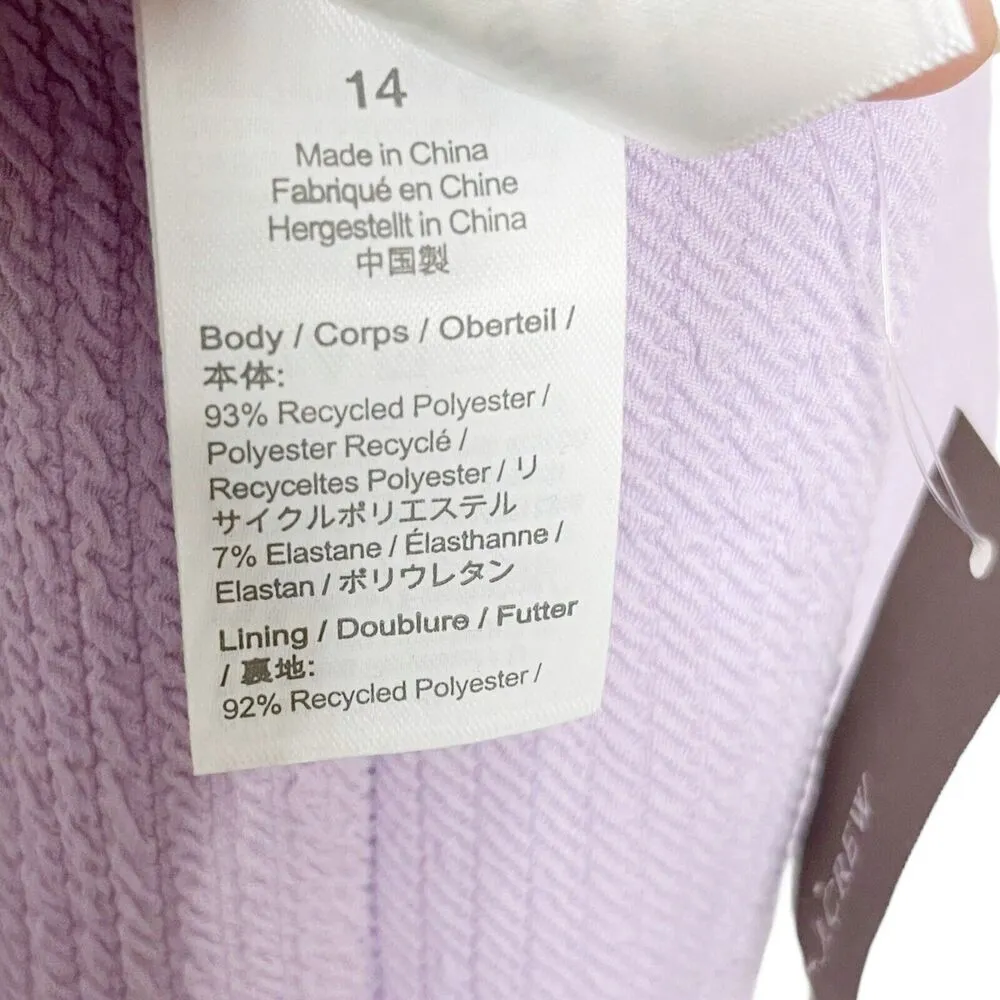 14
Made in China
Fabriqué en Chine
Hergestellt in China
中国製
Body / Corps / Oberteil /
本体:
93% Recycled Polyester /
Polyester Recyclé /
Recyceltes Polyester / リ
サイクルポリエステル
7% Elastane / Élasthanne /
Elastan / ポリウレタン
Lining / Doublure / Futter
/ 裏地:
92% Recycled Polyester /
J.CREW